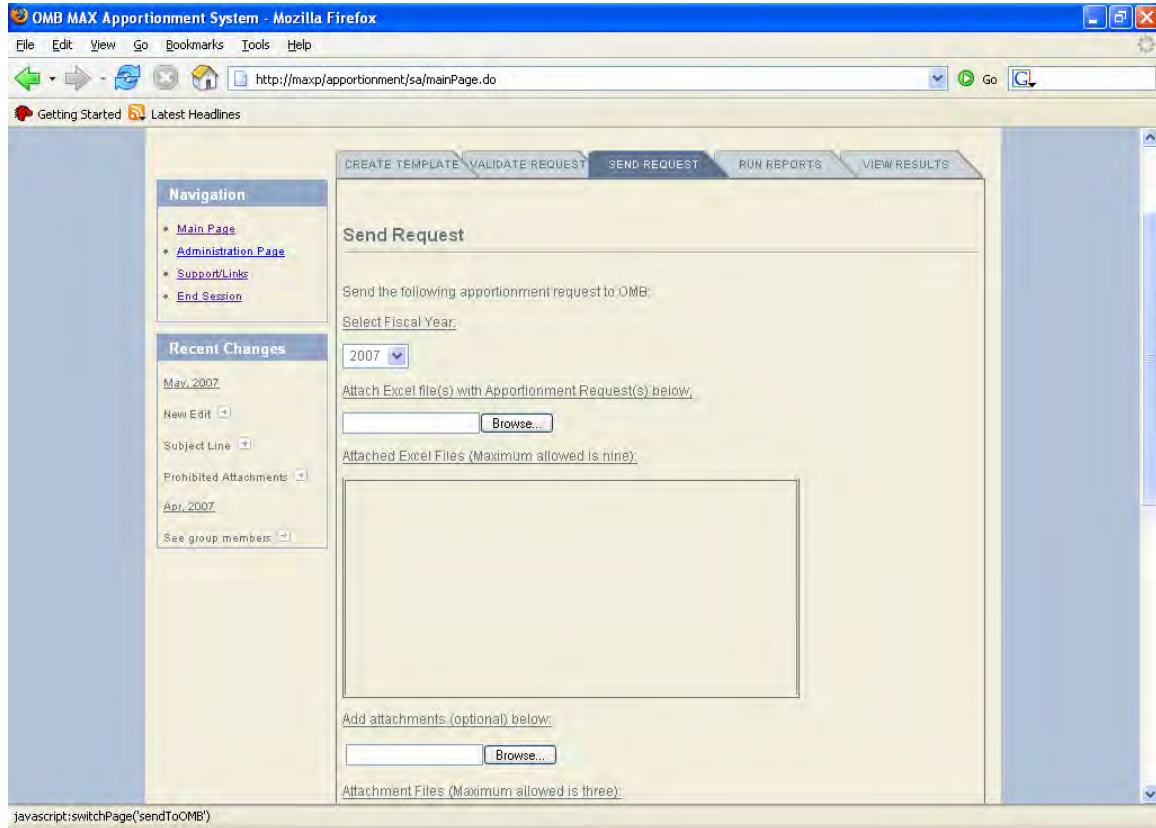 OMB MAX Apportionment System - Mozilla Firefox
File Edit View Go Bookmarks Tools Help
http://maxp/apportionment/sa/mainPage.do
Go
G
Getting Started Latest Headlines
CREATE TEMPLATE VALIDATE REQUEST SEND REQUEST RUN REPORTS VIEW RESULTS
Navigation
Main Page
Administration Page
Support/Links
End Session
Recent Changes
May, 2007
New Edit
Subject Line
Prohibited Attachments
Apr, 2007
See group members
Send Request
Send the following apportionment request to OMB:
Select Fiscal Year:
2007
Attach Excel file(s) with Apportionment Request(s) below:
Browse...
Attached Excel Files (Maximum allowed is nine):
Add attachments (optional) below:
Browse...
Attachment Files (Maximum allowed is three):
javascript:switchPage('sendToOMB')